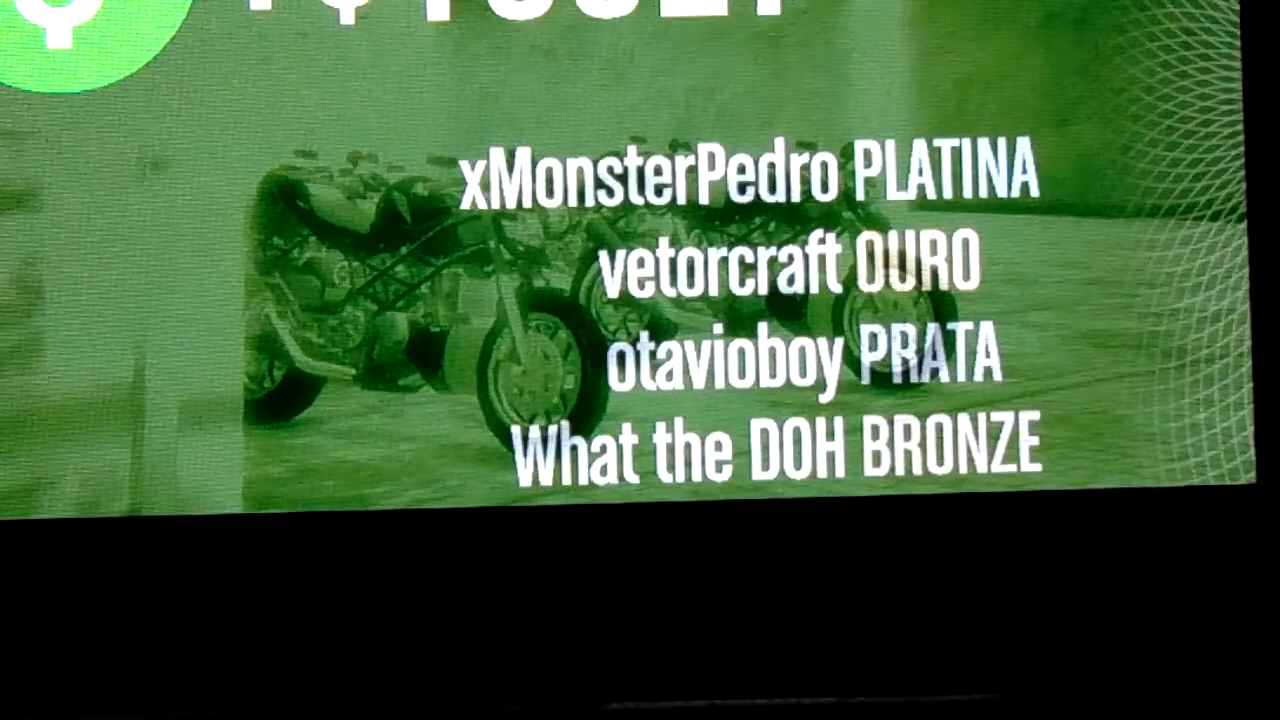 xMonsterPedro PLATINA
vetorcraft OURO
otavioboy PRATA
What the DOH BRONZE